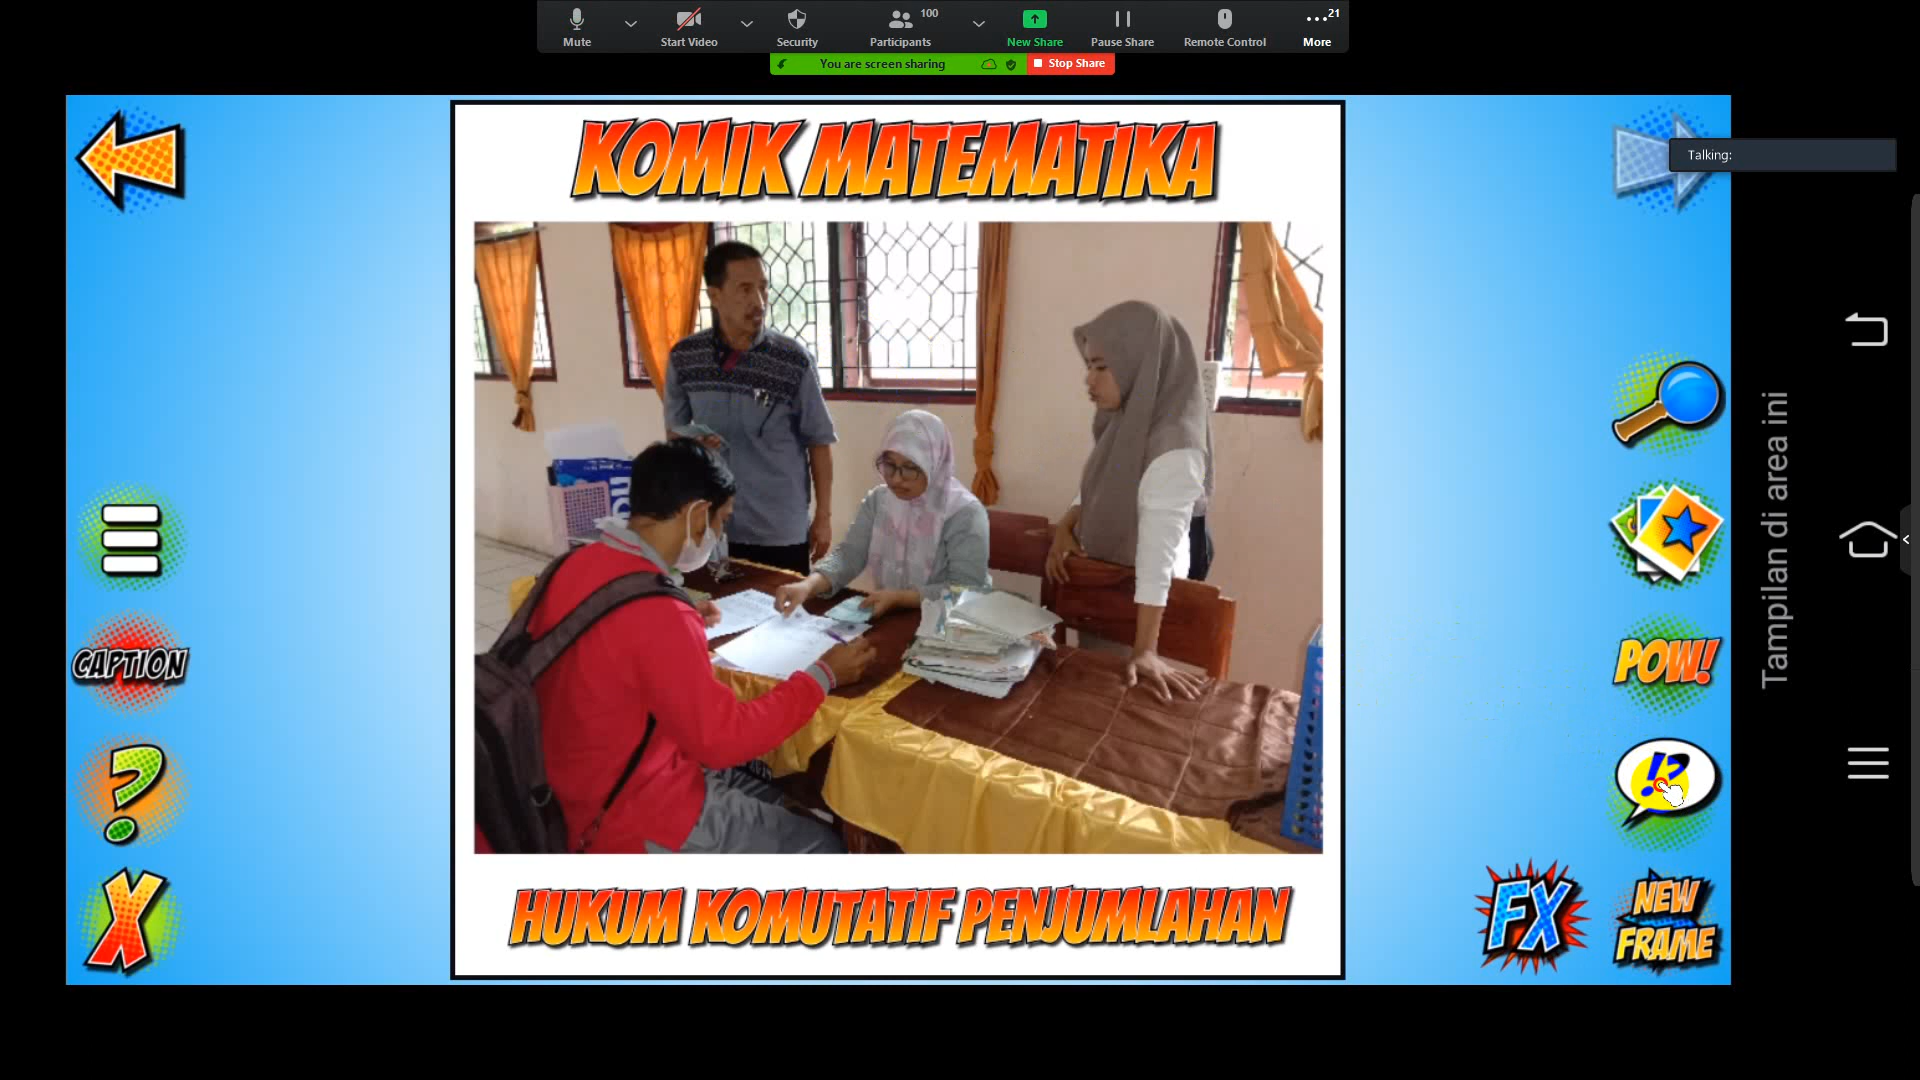 100
21
Mute
Start Video
Security
Participants
New Share
Pause Share
Remote Control
More
You are screen sharing
Stop Share
Talking:
KOMIK MATEMATIKA
CAPTION
?
X
POW!
!?
FX
NEW
FRAME
HUKUM KOMUTATIF PENJUMLAHAN
Tampilan di area ini